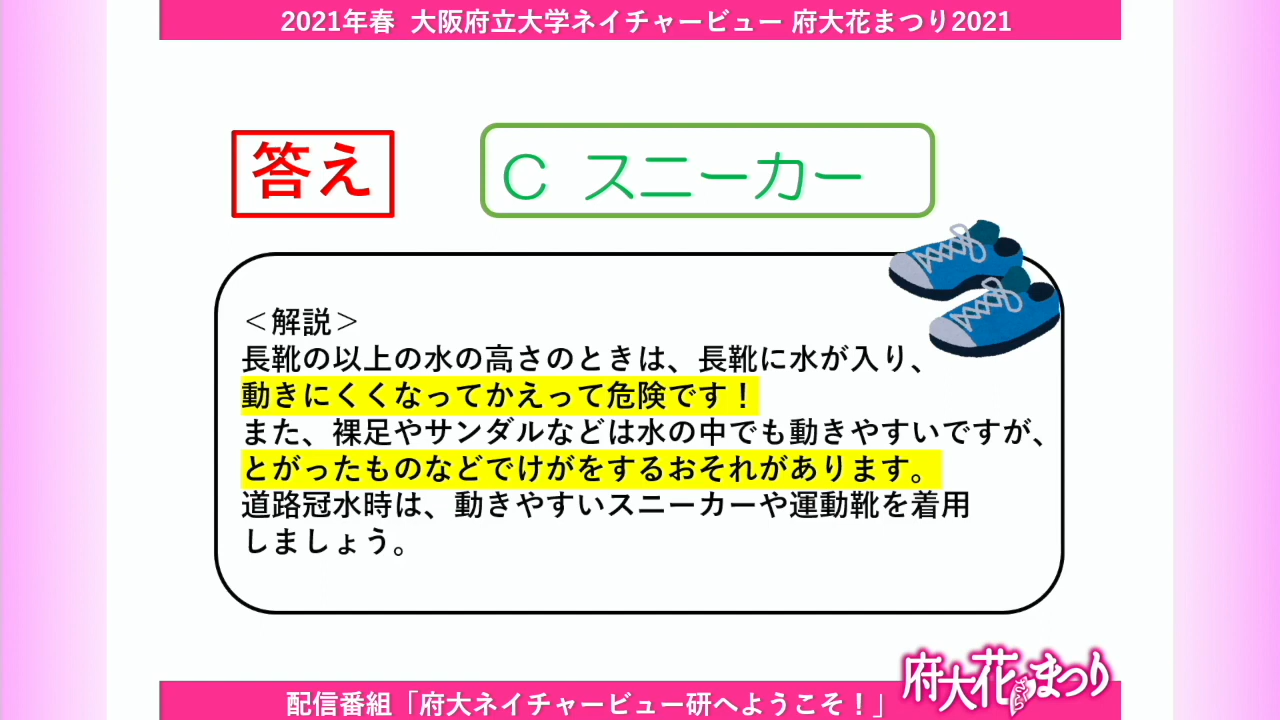 2021年春 大阪府立大学ネイチャービュー 府大花まつり2021
答え
C スニーカー
＜解説＞
長靴の以上の水の高さのときは、長靴に水が入り、
動きにくくなってかえって危険です！
また、裸足やサンダルなどは水の中でも動きやすいですが、
とがったものなどでけがをするおそれがあります。
道路冠水時は、動きやすいスニーカーや運動靴を着用
しましょう。
府大花まつり
配信番組「府大ネイチャービュー研へようこそ！」